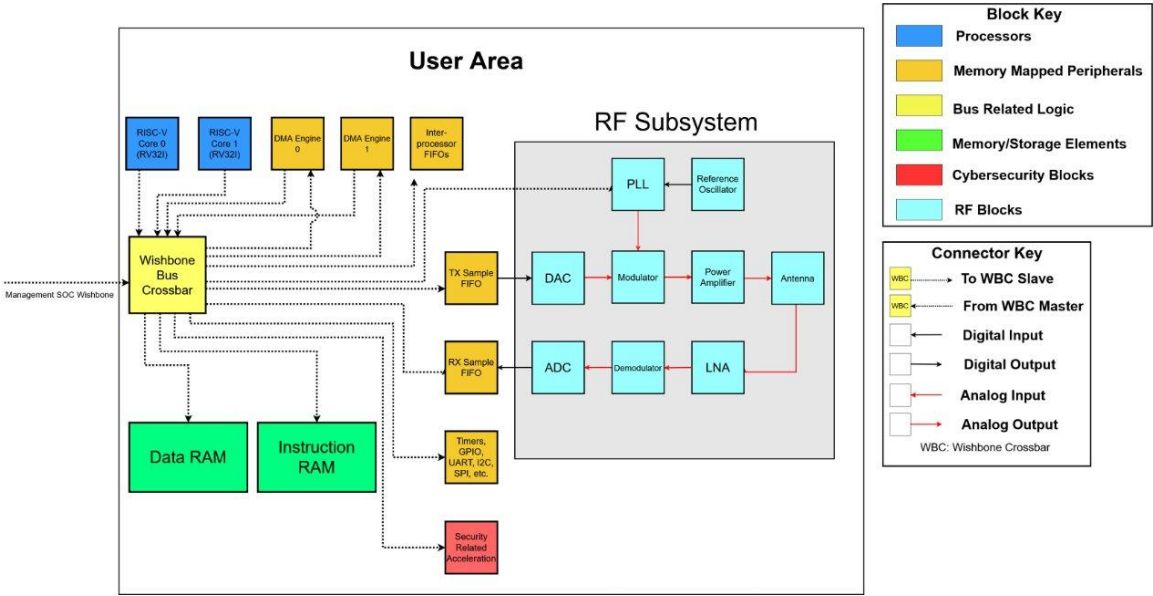 User Area
RISC-V
Core 0
(RV32I)
RISC-V
Core 1
(RV32I)
DMA Engine
0
DMA Engine
1
Inter-
processor
FIFOs
Wishbone
Bus
Crossbar
Management SOC Wishbone
Data RAM
Instruction
RAM
TX Sample
FIFO
RX Sample
FIFO
Timers,
GPIO,
UART, I2C,
SPI, etc.
Security
Related
Acceleration
RF Subsystem
PLL
Reference
Oscillator
DAC
Modulator
Power
Amplifier
Antenna
ADC
Demodulator
LNA
Block Key
Processors
Memory Mapped Peripherals
Bus Related Logic
Memory/Storage Elements
Cybersecurity Blocks
RF Blocks
Connector Key
WBC
To WBC Slave
WBC
From WBC Master
Digital Input
Digital Output
Analog Input
Analog Output
WBC: Wishbone Crossbar